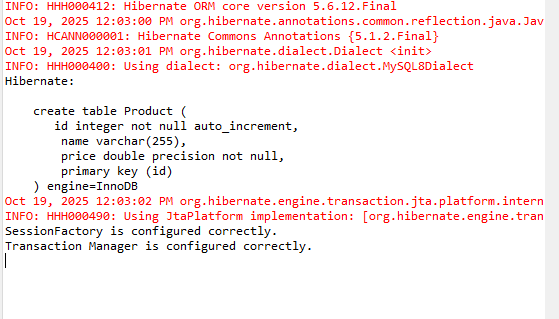 INFO: HHH000412: Hibernate ORM core version 5.6.12.Final
Oct 19, 2025 12:03:00 PM org.hibernate.annotations.common.reflection.java.Jav
INFO: HCANN000001: Hibernate Commons Annotations {5.1.2.Final}
Oct 19, 2025 12:03:01 PM org.hibernate.dialect.Dialect <init>
INFO: HHH000400: Using dialect: org.hibernate.dialect.MySQL8Dialect
Hibernate:
create table Product (
id integer not null auto_increment,
name varchar(255),
price double precision not null,
primary key (id)
) engine=InnoDB
Oct 19, 2025 12:03:02 PM org.hibernate.engine.transaction.jta.platform.intern
INFO: HHH000490: Using JtaPlatform implementation: [org.hibernate.engine.tran
SessionFactory is configured correctly.
Transaction Manager is configured correctly.